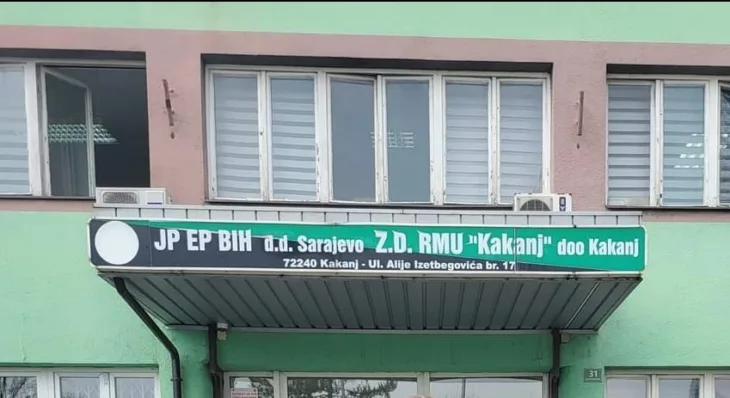 JP EP BIH d.d. Sarajevo Z.D. RMU "Kakanj" doo Kakanj
72240 Kakanj - Ul. Alije Izetbegovića br. 17
31